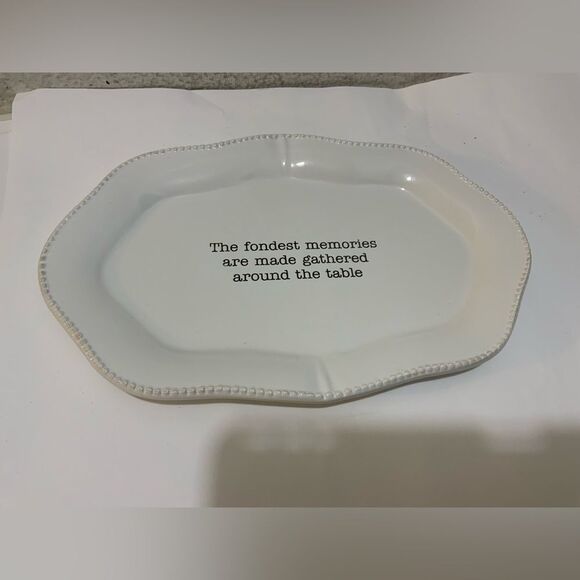 The fondest memories
are made gathered
around the table